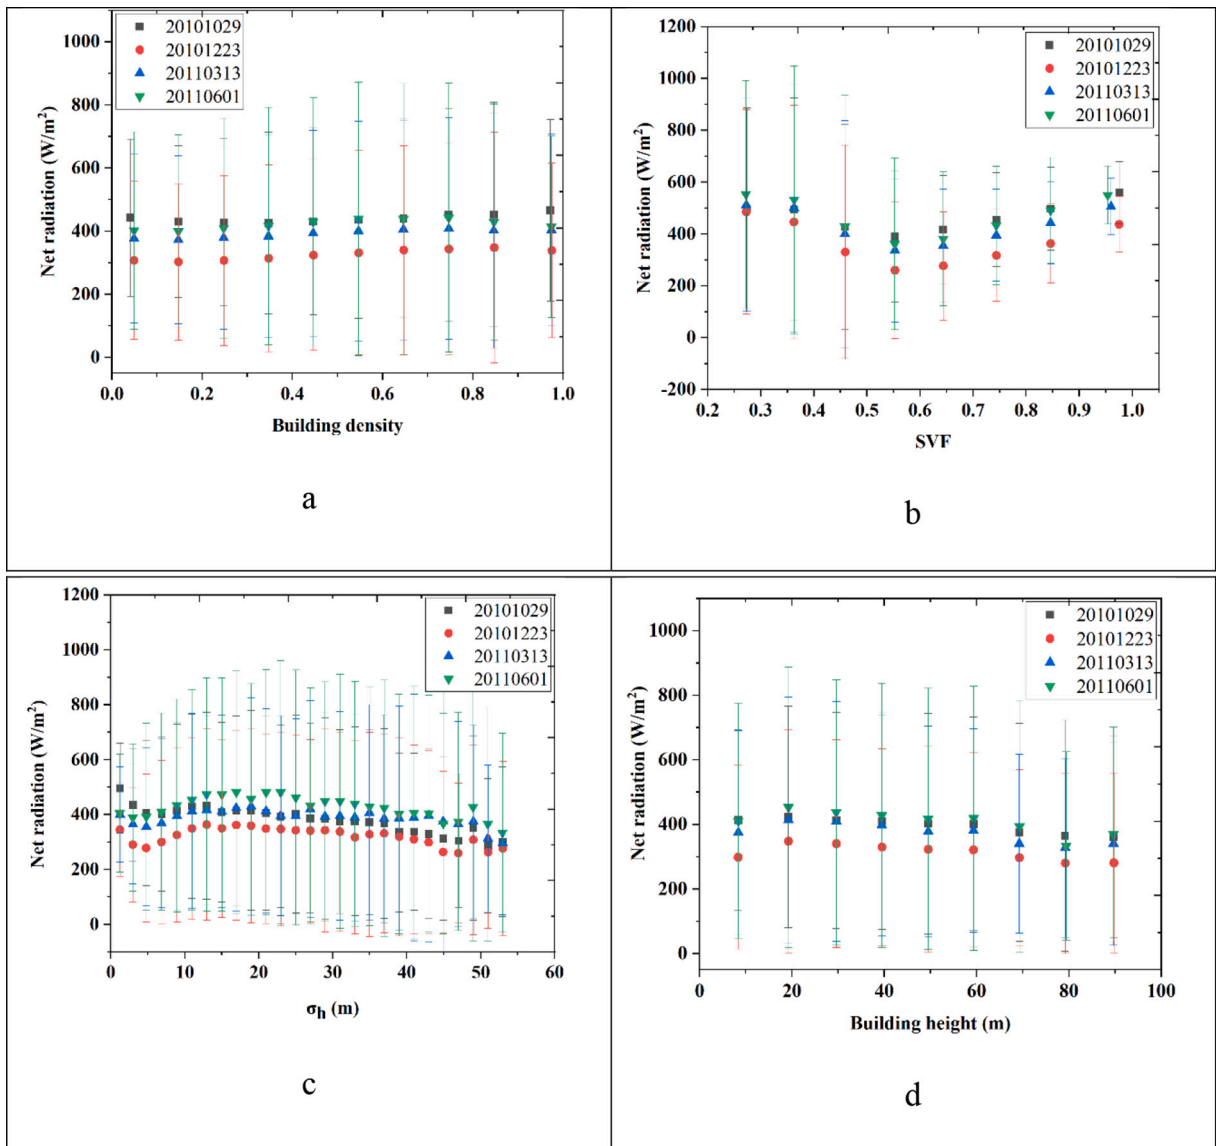 20101029
20101223
20110313
20110601
1000
800
600
400
200
0
Net radiation (W/m²)
0.0 0.2 0.4 0.6 0.8 1.0
Building density
a
20101029
20101223
20110313
20110601
1200
1000
800
600
400
200
0
-200
Net radiation (W/m²)
0.2 0.3 0.4 0.5 0.6 0.7 0.8 0.9 1.0
SVF
b
20101029
20101223
20110313
20110601
1200
1000
800
600
400
200
0
Net radiation (W/m²)
0 10 20 30 40 50 60
σh (m)
c
20101029
20101223
20110313
20110601
1000
800
600
400
200
0
Net radiation (W/m²)
0 20 40 60 80 100
Building height (m)
d